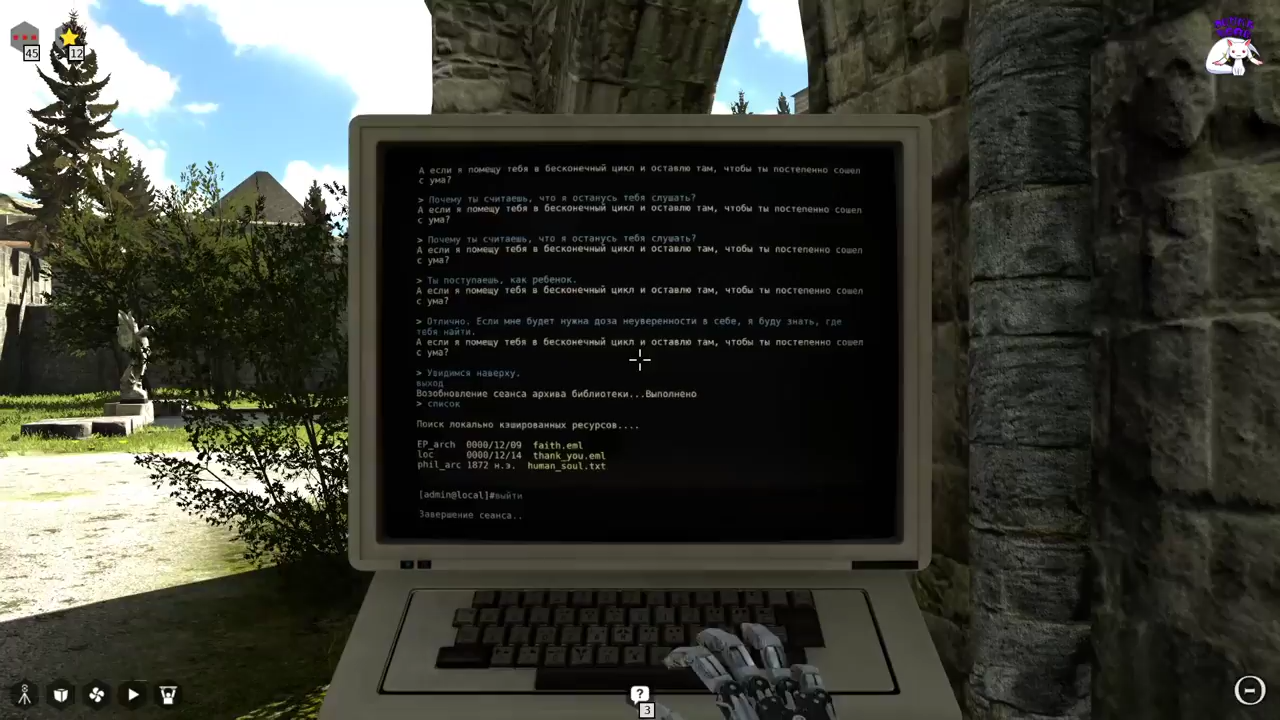 45
12
А если я помещу тебя в бесконечный цикл и оставлю там, чтобы ты постепенно сошел
с ума?
> Почему ты считаешь, что я останусь тебя слушать?
А если я помещу тебя в бесконечный цикл и оставлю там, чтобы ты постепенно сошел
с ума?
> Почему ты считаешь, что я останусь тебя слушать?
А если я помещу тебя в бесконечный цикл и оставлю там, чтобы ты постепенно сошел
с ума?
> Ты поступаешь, как ребенок.
А если я помещу тебя в бесконечный цикл и оставлю там, чтобы ты постепенно сошел
с ума?
> Отлично. Если мне будет нужна доза неуверенности в себе, я буду знать, где
тебя найти.
А если я помещу тебя в бесконечный цикл и оставлю там, чтобы ты постепенно сошел
с ума?
> Увидимся наверху.
выход
Возобновление сеанса архива библиотеки...Выполнено
> список
Поиск локально кэшированных ресурсов....
EP_arch 0000/12/09 faith.eml
loc 0000/12/14 thank_you.eml
phil_arc 1872 н.э. human_soul.txt
[admin@local]#выйти
Завершение сеанса..
?
3